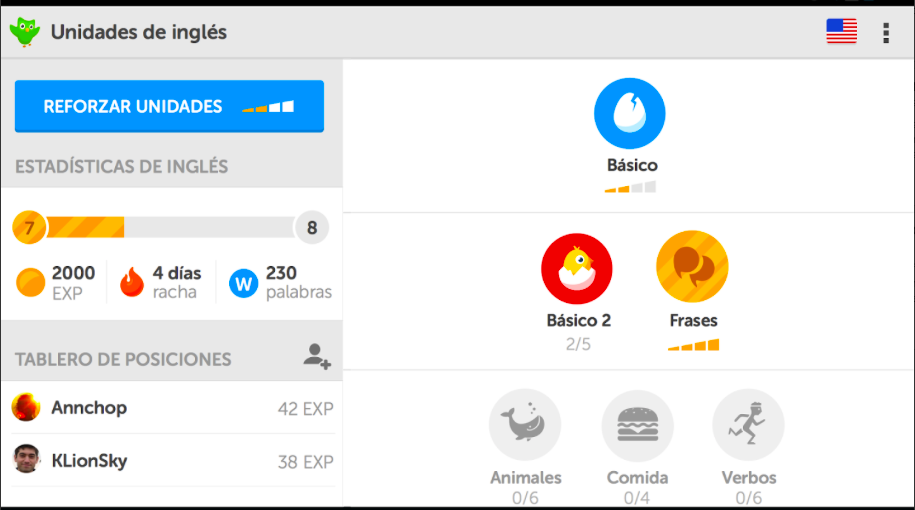 Unidades de inglés
REFORZAR UNIDADES
ESTADÍSTICAS DE INGLÉS
7
8
2000
EXP
4 días
racha
W
230
palabras
TABLERO DE POSICIONES
Annchop
42 EXP
KLionSky
38 EXP
Básico
Básico 2
2/5
Frases
Animales
0/6
Comida
0/4
Verbos
0/6